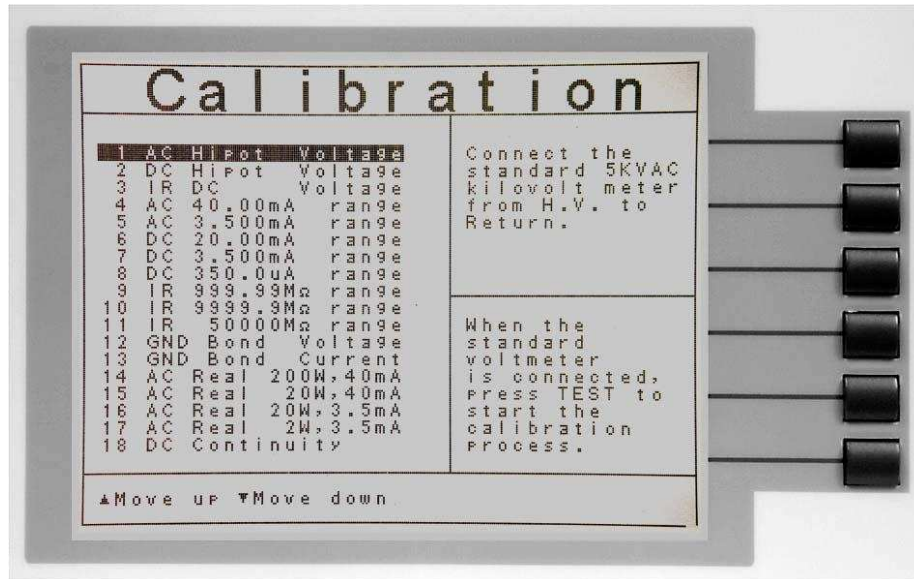 Calibration
1 AC Hipot Voltage
2 DC Hipot Voltage
3 IR DC Voltage
4 AC 40.00mA range
5 AC 3.500mA range
6 DC 20.00mA range
7 DC 3.500mA range
8 DC 350.0uA range
9 IR 999.99MΩ range
10 IR 9999.9MΩ range
11 IR 50000MΩ range
12 GND Bond Voltage
13 GND Bond Current
14 AC Real 200W,40mA
15 AC Real 20W,40mA
16 AC Real 20W,3.5mA
17 AC Real 2W,3.5mA
18 DC Continuity
Connect the
standard 5KVAC
kilovolt meter
from H.V. to
Return.
When the
standard
voltmeter
is connected,
press TEST to
start the
calibration
process.
▲Move up ▼Move down